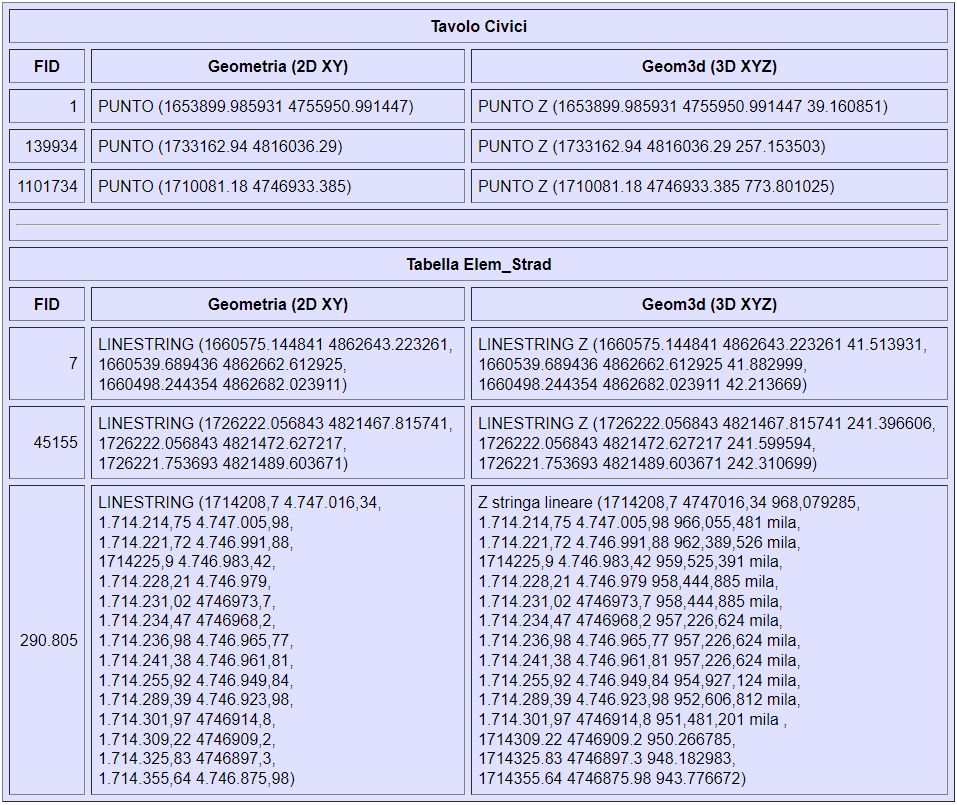 Tavolo Civici
FID Geometria (2D XY) Geom3d (3D XYZ)
1 PUNTO (1653899.985931 4755950.991447) PUNTO Z (1653899.985931 4755950.991447 39.160851)
139934 PUNTO (1733162.94 4816036.29) PUNTO Z (1733162.94 4816036.29 257.153503)
1101734 PUNTO (1710081.18 4746933.385) PUNTO Z (1710081.18 4746933.385 773.801025)
Tabella Elem_Strad
FID Geometria (2D XY) Geom3d (3D XYZ)
7
LINESTRING (1660575.144841 4862643.223261,
1660539.689436 4862662.612925,
1660498.244354 4862682.023911)
LINESTRING Z (1660575.144841 4862643.223261 41.513931,
1660539.689436 4862662.612925 41.882999,
1660498.244354 4862682.023911 42.213669)
45155
LINESTRING (1726222.056843 4821467.815741,
1726222.056843 4821472.627217,
1726221.753693 4821489.603671)
LINESTRING Z (1726222.056843 4821467.815741 241.396606,
1726222.056843 4821472.627217 241.599594,
1726221.753693 4821489.603671 242.310699)
290.805
LINESTRING (1714208,7 4.747.016,34,
1.714.214,75 4.747.005,98,
1.714.221,72 4.746.991,88,
1714225,9 4.746.983,42,
1.714.228,21 4.746.979,
1.714.231,02 4746973,7,
1.714.234,47 4746968,2,
1.714.236,98 4.746.965,77,
1.714.241,38 4.746.961,81,
1.714.255,92 4.746.949,84,
1.714.289,39 4.746.923,98,
1.714.301,97 4746914,8,
1.714.309,22 4746909,2,
1.714.325,83 4746897,3,
1.714.355,64 4.746.875,98)
Z stringa lineare (1714208,7 4747016,34 968,079285,
1.714.214,75 4.747.005,98 966,055,481 mila,
1.714.221,72 4.746.991,88 962,389,526 mila,
1714225,9 4.746.983,42 959,525,391 mila,
1.714.228,21 4.746.979 958,444,885 mila,
1.714.231,02 4746973,7 958,444,885 mila,
1.714.234,47 4746968,2 957,226,624 mila,
1.714.236,98 4.746.965,77 957,226,624 mila,
1.714.241,38 4.746.961,81 957,226,624 mila,
1.714.255,92 4.746.949,84 954,927,124 mila,
1.714.289,39 4.746.923,98 952,606,812 mila,
1.714.301,97 4746914,8 951,481,201 mila ,
1714309.22 4746909.2 950.266785,
1714325.83 4746897.3 948.182983,
1714355.64 4746875.98 943.776672)